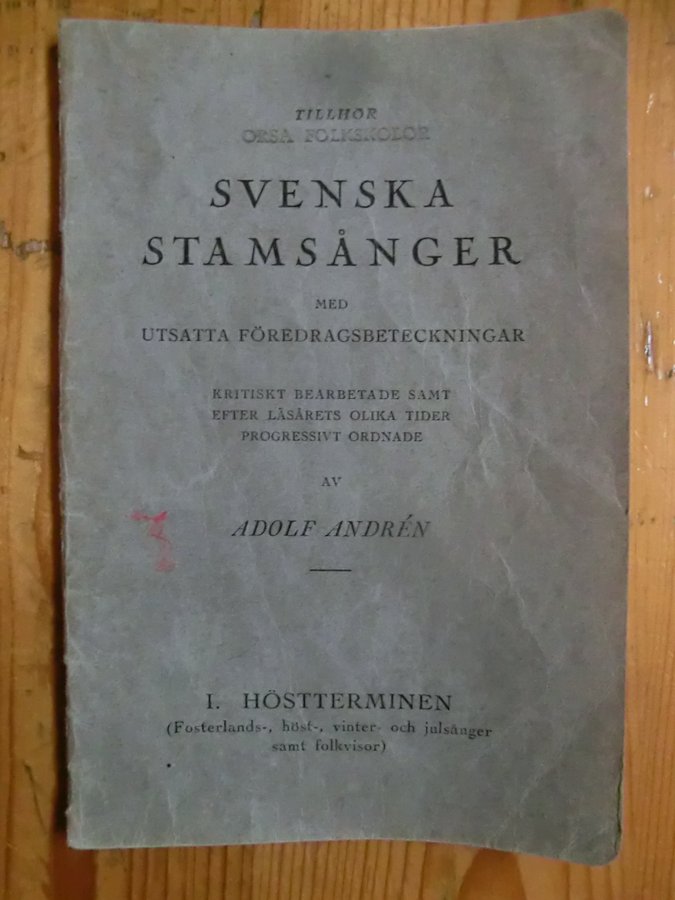 TILLHÖR
ORSA FOLKSKOLOR
SVENSKA
STAMSÅNGER
MED
UTSATTA FÖREDRAGSBETECKNINGAR
KRITISKT BEARBETADE SAMT
EFTER LÄSÅRETS OLIKA TIDER
PROGRESSIVT ORDNADE
AV
ADOLF ANDRÉN
I. HÖSTTERMINEN
(Fosterlands-, höst-, vinter- och julsånger
samt folkvisor)